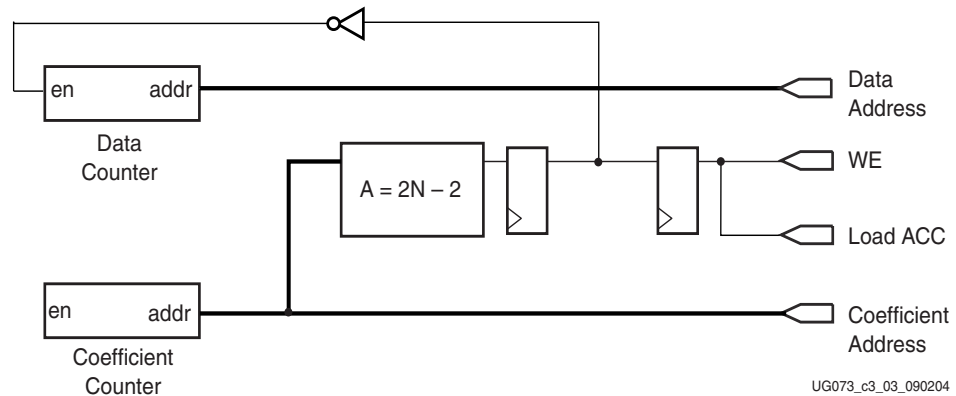 en
addr
Data
Counter
Data
Address
A = 2N – 2
WE
Load ACC
en
addr
Coefficient
Counter
Coefficient
Address
UG073_c3_03_090204